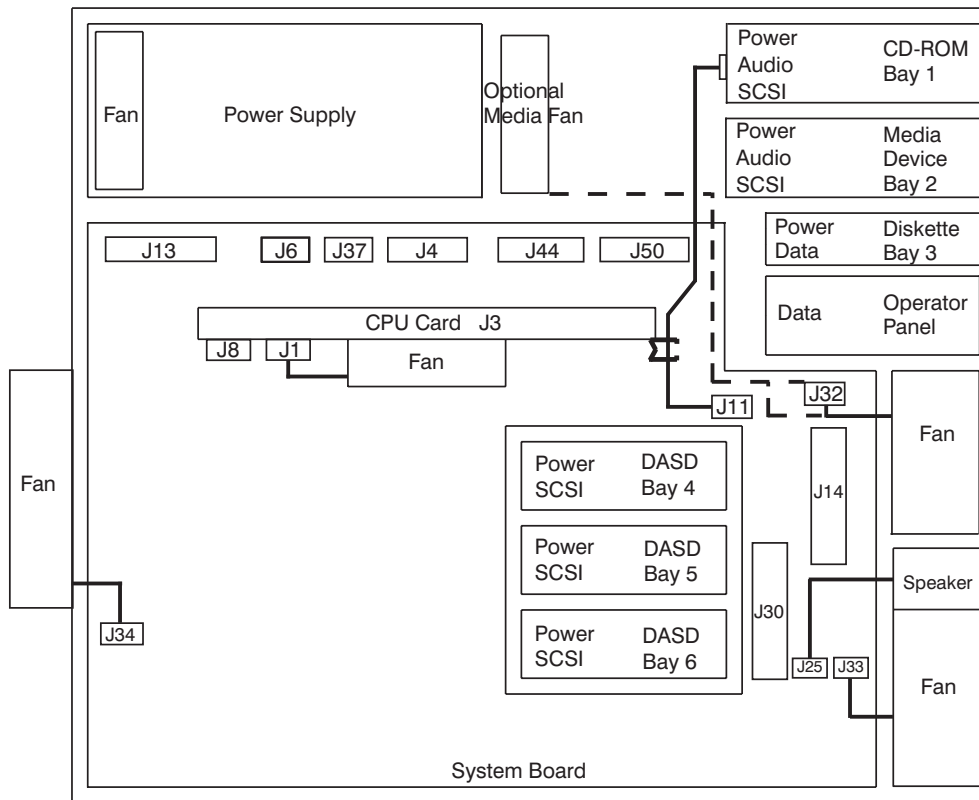 Fan
Power Supply
Optional
Media Fan
Power
Audio
SCSI
CD-ROM
Bay 1
Power
Audio
SCSI
Media
Device
Bay 2
Power
Data
Diskette
Bay 3
Data
Operator
Panel
J13
J6
J37
J4
J44
J50
CPU Card J3
J8
J1
Fan
J11
J32
Fan
Fan
Power
SCSI
DASD
Bay 4
J14
Power
SCSI
DASD
Bay 5
Speaker
J30
J34
Power
SCSI
DASD
Bay 6
J25
J33
Fan
System Board